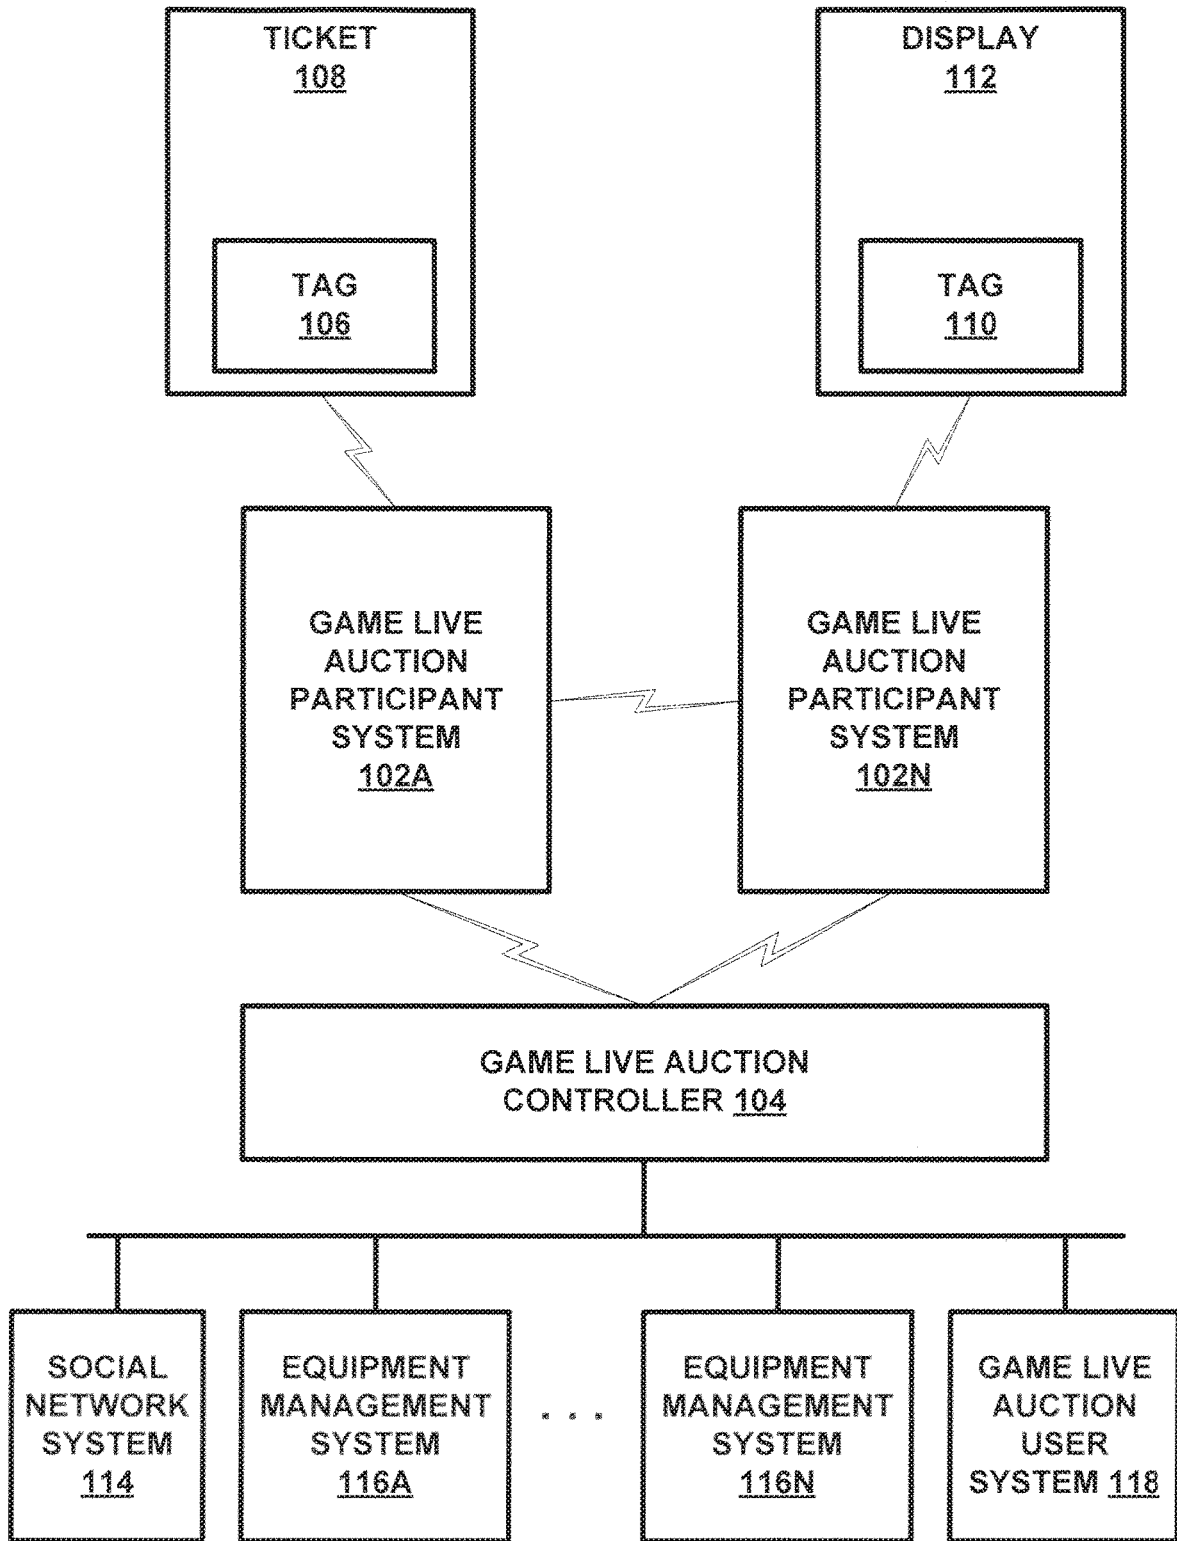 TICKET
108
DISPLAY
112
TAG
106
TAG
110
GAME LIVE
AUCTION
PARTICIPANT
SYSTEM
102A
GAME LIVE
AUCTION
PARTICIPANT
SYSTEM
102N
GAME LIVE AUCTION
CONTROLLER 104
SOCIAL
NETWORK
SYSTEM
114
EQUIPMENT
MANAGEMENT
SYSTEM
116A
. . .
EQUIPMENT
MANAGEMENT
SYSTEM
116N
GAME LIVE
AUCTION
USER
SYSTEM 118